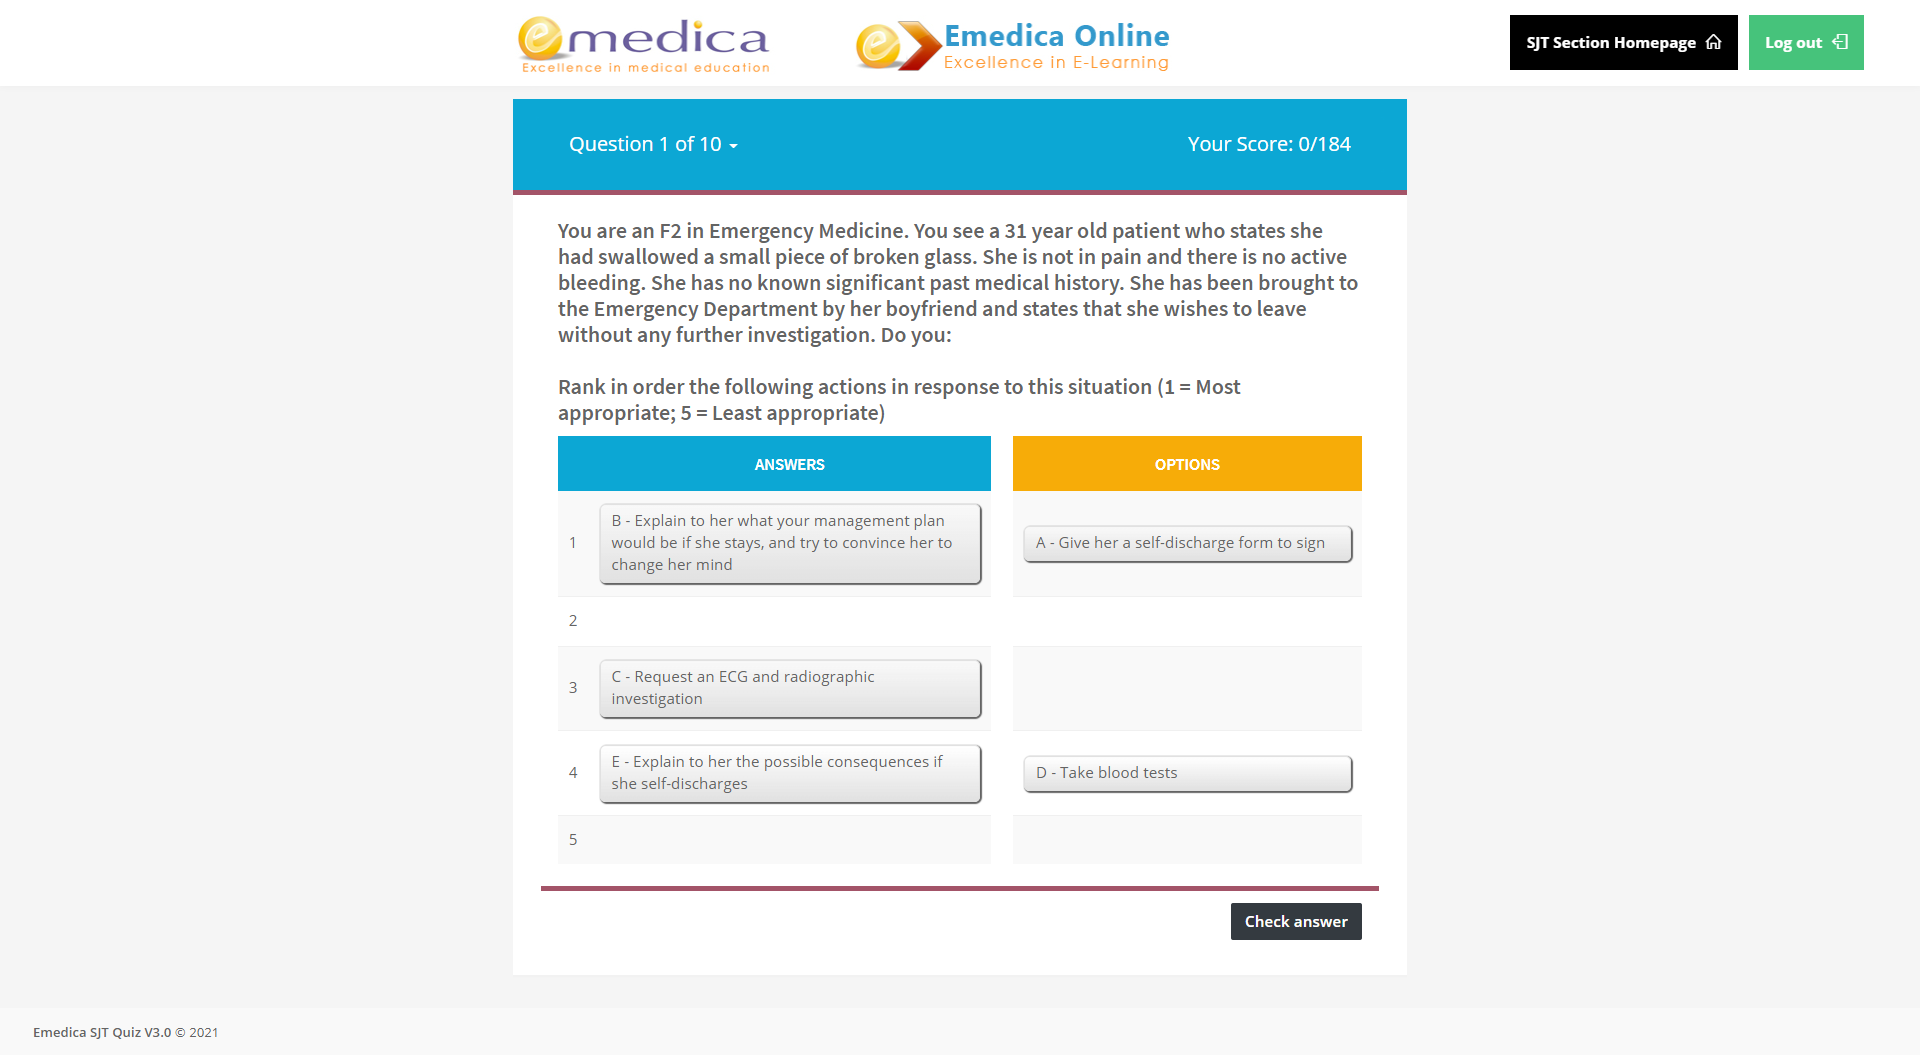 emedica
Excellence in medical education
Emedica Online
Excellence in E-Learning
SJT Section Homepage
Log out
Question 1 of 10
Your Score: 0/184
You are an F2 in Emergency Medicine. You see a 31 year old patient who states she
had swallowed a small piece of broken glass. She is not in pain and there is no active
bleeding. She has no known significant past medical history. She has been brought to
the Emergency Department by her boyfriend and states that she wishes to leave
without any further investigation. Do you:
Rank in order the following actions in response to this situation (1 = Most
appropriate; 5 = Least appropriate)
ANSWERS
OPTIONS
1
B - Explain to her what your management plan
would be if she stays, and try to convince her to
change her mind
A - Give her a self-discharge form to sign
2
3
C - Request an ECG and radiographic
investigation
4
E - Explain to her the possible consequences if
she self-discharges
D - Take blood tests
5
Check answer
Emedica SJT Quiz V3.0 © 2021